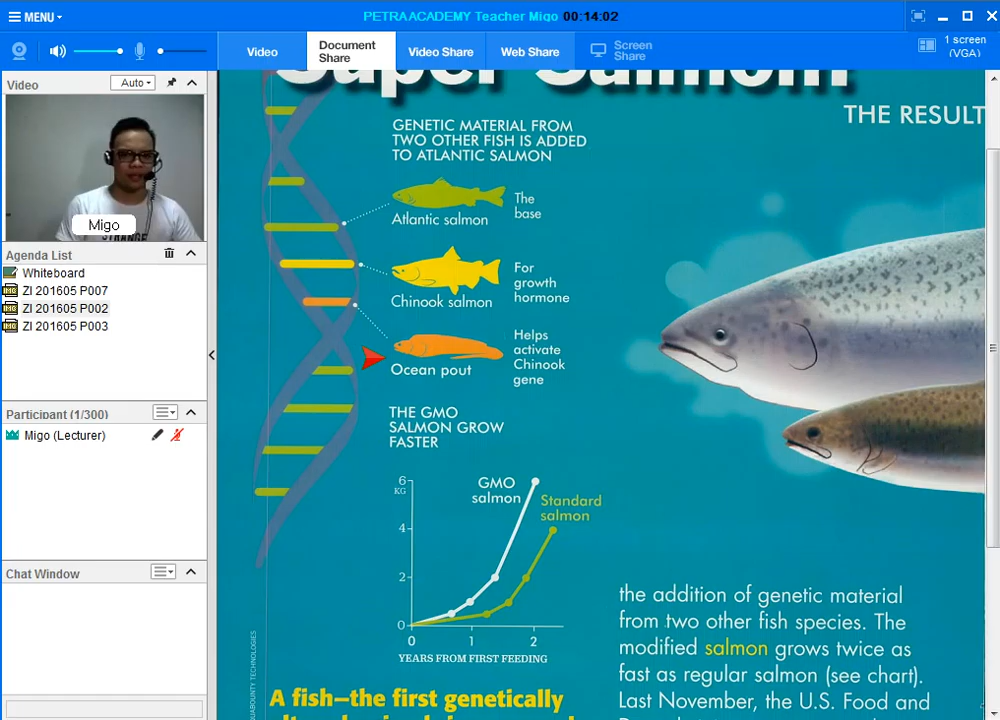 MENU
PETRAACADEMY Teacher Migo 00:14:02
Video
Document Share
Video Share
Web Share
Screen Share
1 screen (VGA)
Video
Auto
Migo
Agenda List
Whiteboard
ZI 201605 P007
ZI 201605 P002
ZI 201605 P003
Participant (1/300)
Migo (Lecturer)
Chat Window
Super Salmon
THE RESULT
GENETIC MATERIAL FROM
TWO OTHER FISH IS ADDED
TO ATLANTIC SALMON
Atlantic salmon
The
base
Chinook salmon
For
growth
hormone
Ocean pout
Helps
activate
Chinook
gene
THE GMO
SALMON GROW
FASTER
6
KG
4
2
0
GMO
salmon
Standard
salmon
0 1 2
YEARS FROM FIRST FEEDING
the addition of genetic material
from two other fish species. The
modified salmon grows twice as
fast as regular salmon (see chart).
Last November, the U.S. Food and
A fish—the first genetically